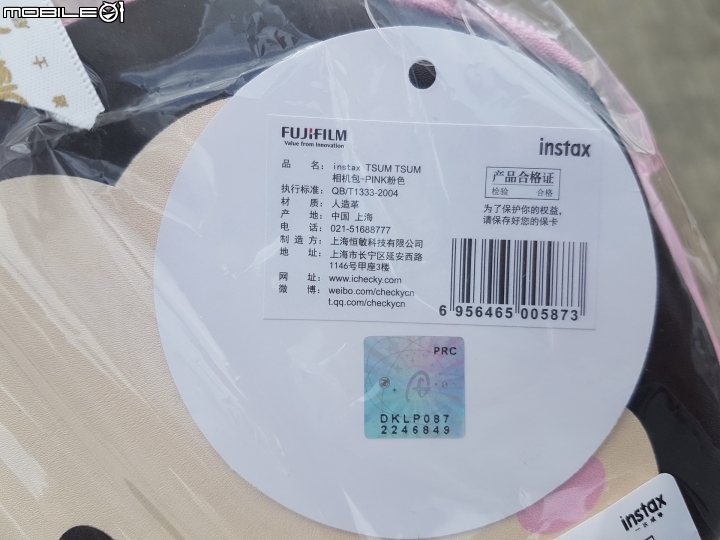 MOBILE01
FUJIFILM
Value from Innovation
instax
品 名: instax TSUM TSUM
相机包-PINK粉色
执行标准: QB/T1333-2004
材 质: 人造革
产 地: 中国 上海
电 话: 021-51688777
制 造 方: 上海恒敏科技有限公司
地 址: 上海市长宁区延安西路
1146号甲座3楼
网 址: www.ichecky.com
微 博: weibo.com/checkycn
t.qq.com/checkycn
产品合格证
检验 合格
为了保护你的权益,
请保存好您的保卡
6 956465 005873
PRC
DKLP087
2246849
instax